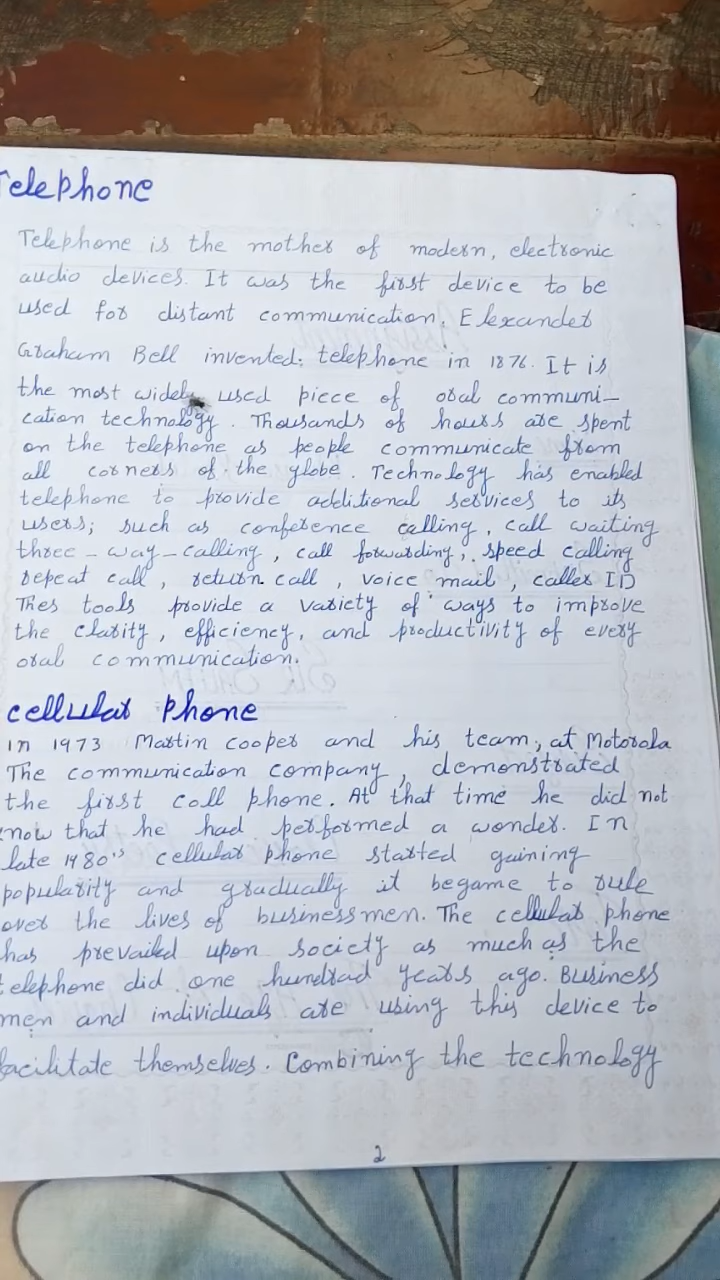 Telephone
Telephone is the mother of modern, electronic
audio devices. It was the first device to be
used for distant communication. Elexander
Graham Bell invented: telephone in 1876. It is
the most widely used piece of oral communi-
cation technology. Thousands of hours are spent
on the telephone as people communicate from
all corners of the globe. Technology has enabled
telephone to provide additional services to its
users; such as conference calling, call waiting
three-way-calling, call forwarding, speed calling
repeat call, return call, voice mail, caller ID
Thes tools provide a variety of ways to improve
the clarity, efficiency, and productivity of every
oral communication.
cellular phone
in 1973 Martin cooper and his team, at Motorola
The communication company, demonstrated
the first coll phone. At that time he did not
know that he had performed a wonder. In
late 1980's cellular phone started gaining
popularity and gradually it begame to rule
over the lives of businessmen. The cellular phone
has prevailed upon society as much as the
telephone did one hundrad years ago. Business
men and individuals are using this device to
facilitate themselves. Combining the technology
2